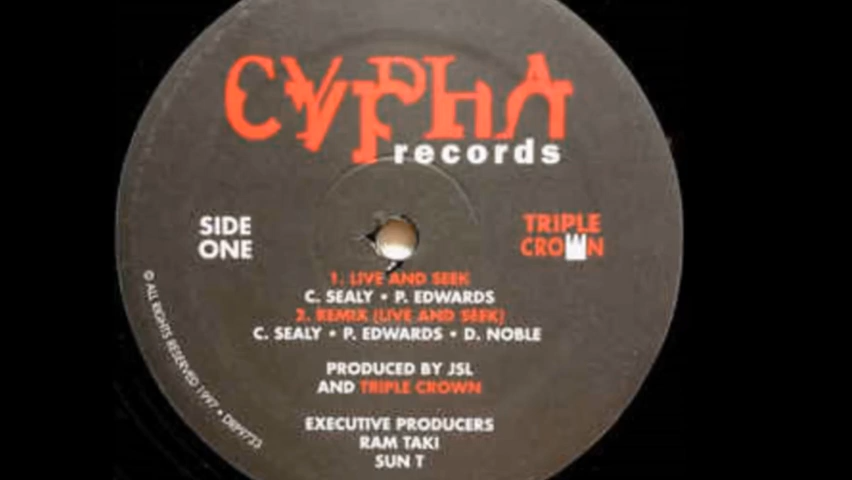 CYPHA
records
SIDE
ONE
TRIPLE
CROWN
1. LIVE AND SEEK
C. SEALY • P. EDWARDS
2. REMIX (LIVE AND SEEK)
C. SEALY • P. EDWARDS • D. NOBLE
PRODUCED BY JSL
AND TRIPLE CROWN
EXECUTIVE PRODUCERS
RAM TAKI
SUN T
© ALL RIGHTS RESERVED 1997 •